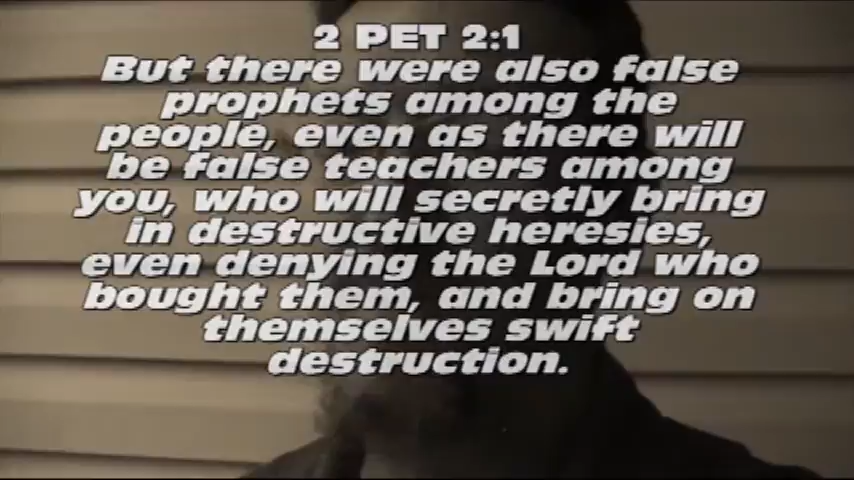 2 PET 2:1
But there were also false
prophets among the
people, even as there will
be false teachers among
you, who will secretly bring
in destructive heresies,
even denying the Lord who
bought them, and bring on
themselves swift
destruction.